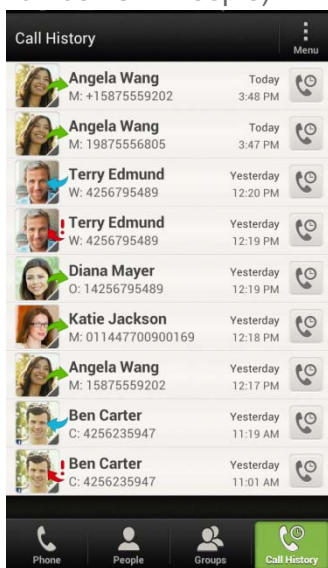 Call History
Menu
Angela Wang Today
M: +15875559202 3:48 PM
Angela Wang Today
M: 19875556805 3:47 PM
Terry Edmund Yesterday
W: 4256795489 12:20 PM
Terry Edmund Yesterday
W: 4256795489 12:19 PM
Diana Mayer Yesterday
O: 14256795489 12:19 PM
Katie Jackson Yesterday
M: 011447700900169 12:18 PM
Angela Wang Yesterday
M: 15875559202 12:17 PM
Ben Carter Yesterday
C: 4256235947 11:19 AM
Ben Carter Yesterday
C: 4256235947 11:01 AM
Phone People Groups Call History